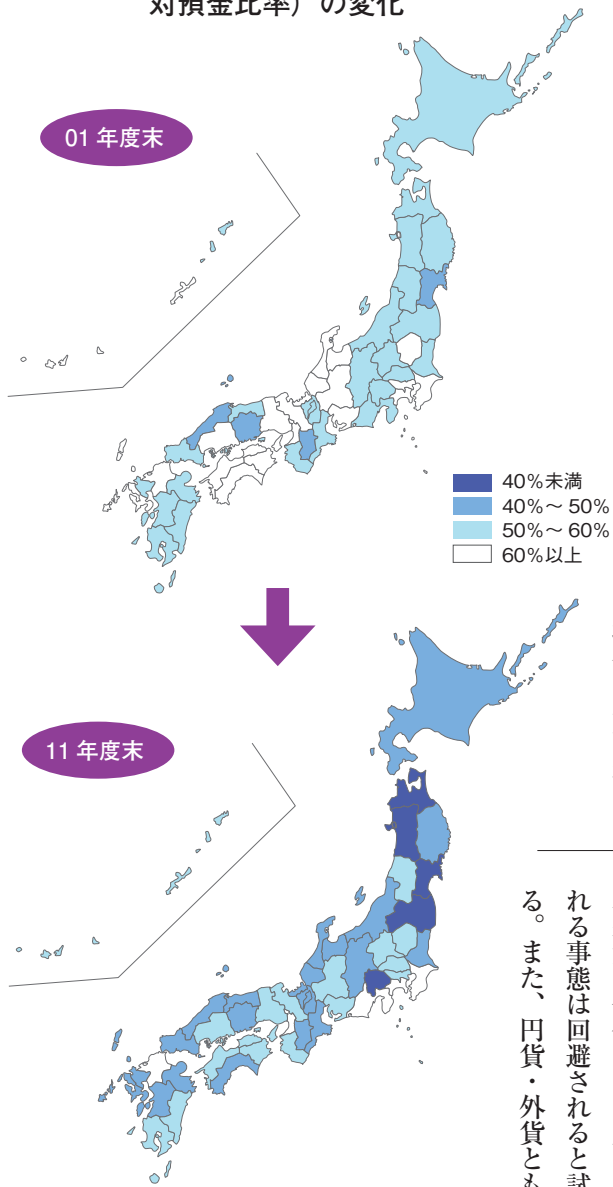 対預金比率）の変化
01 年度末
40%未満
40%～ 50%
50%～ 60%
60%以上
11 年度末
れる事態は回避されると試
る。また、円貨・外貨とも